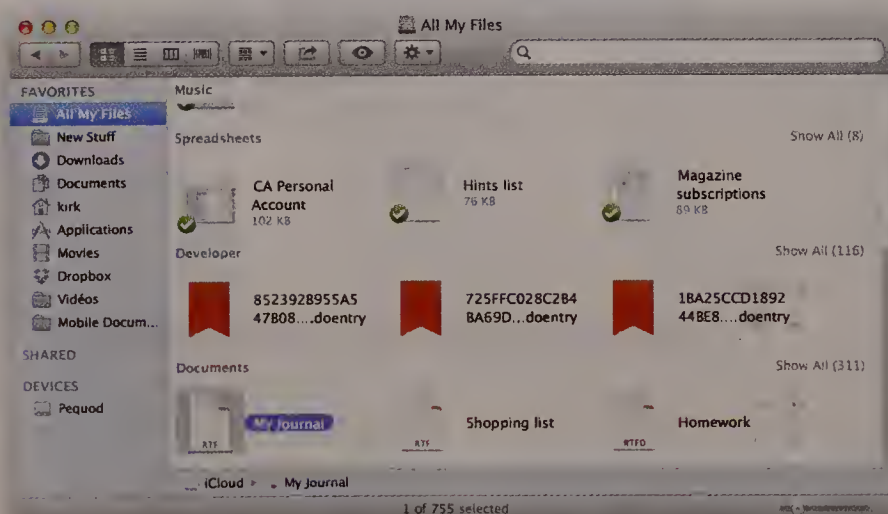 All My Files
FAVORITES
All My Files
New Stuff
Downloads
Documents
kirk
Applications
Movies
Dropbox
Vidéos
Mobile Docum...
SHARED
DEVICES
Pequod
Music
Spreadsheets
Show All (8)
CA Personal
Account
102 KB
Hints list
76 KB
Magazine
subscriptions
89 KB
Developer
Show All (116)
8523928955A5
47B08....doentry
725FFC028C2B4
BA69D...doentry
1BA25CCD1892
44BE8....doentry
Documents
Show All (311)
RTF
My Journal
RTF
Shopping list
RTFD
Homework
iCloud
My Journal
1 of 755 selected